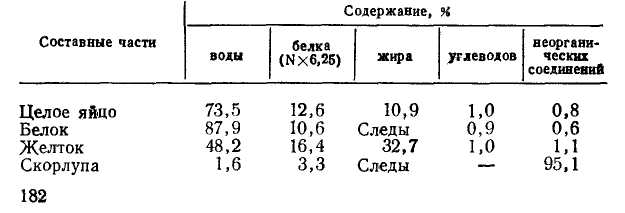 Содержание, %
Составные части воды белка (N×6,25) жира углеводов неоргани-
ческих
соединений
Целое яйцо 73,5 12,6 10,9 1,0 0,8
Белок 87,9 10,6 Следы 0,9 0,6
Желток 48,2 16,4 32,7 1,0 1,1
Скорлупа 1,6 3,3 Следы — 95,1
182